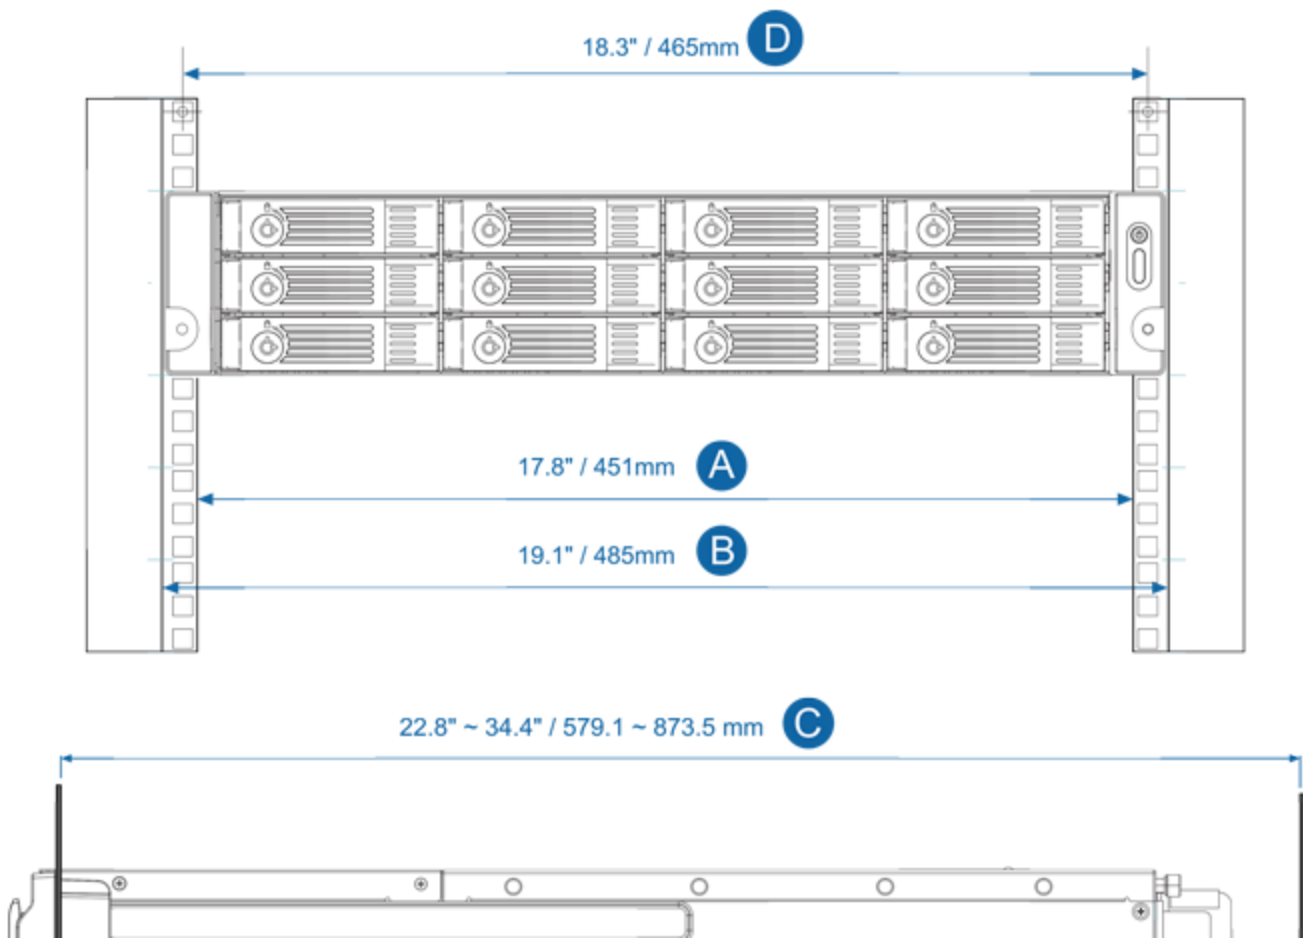 18.3" / 465mm D
17.8" / 451mm A
19.1" / 485mm B
22.8" ~ 34.4" / 579.1 ~ 873.5 mm C